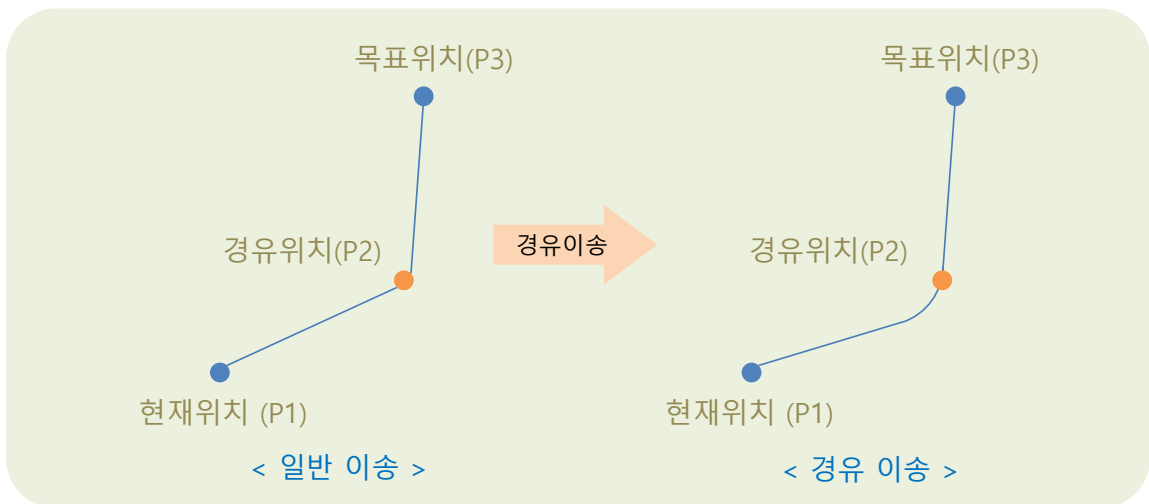 목표위치(P3)
목표위치(P3)
경유위치(P2)
경유이송
경유위치(P2)
현재위치 (P1)
현재위치 (P1)
< 일반 이송 >
< 경유 이송 >